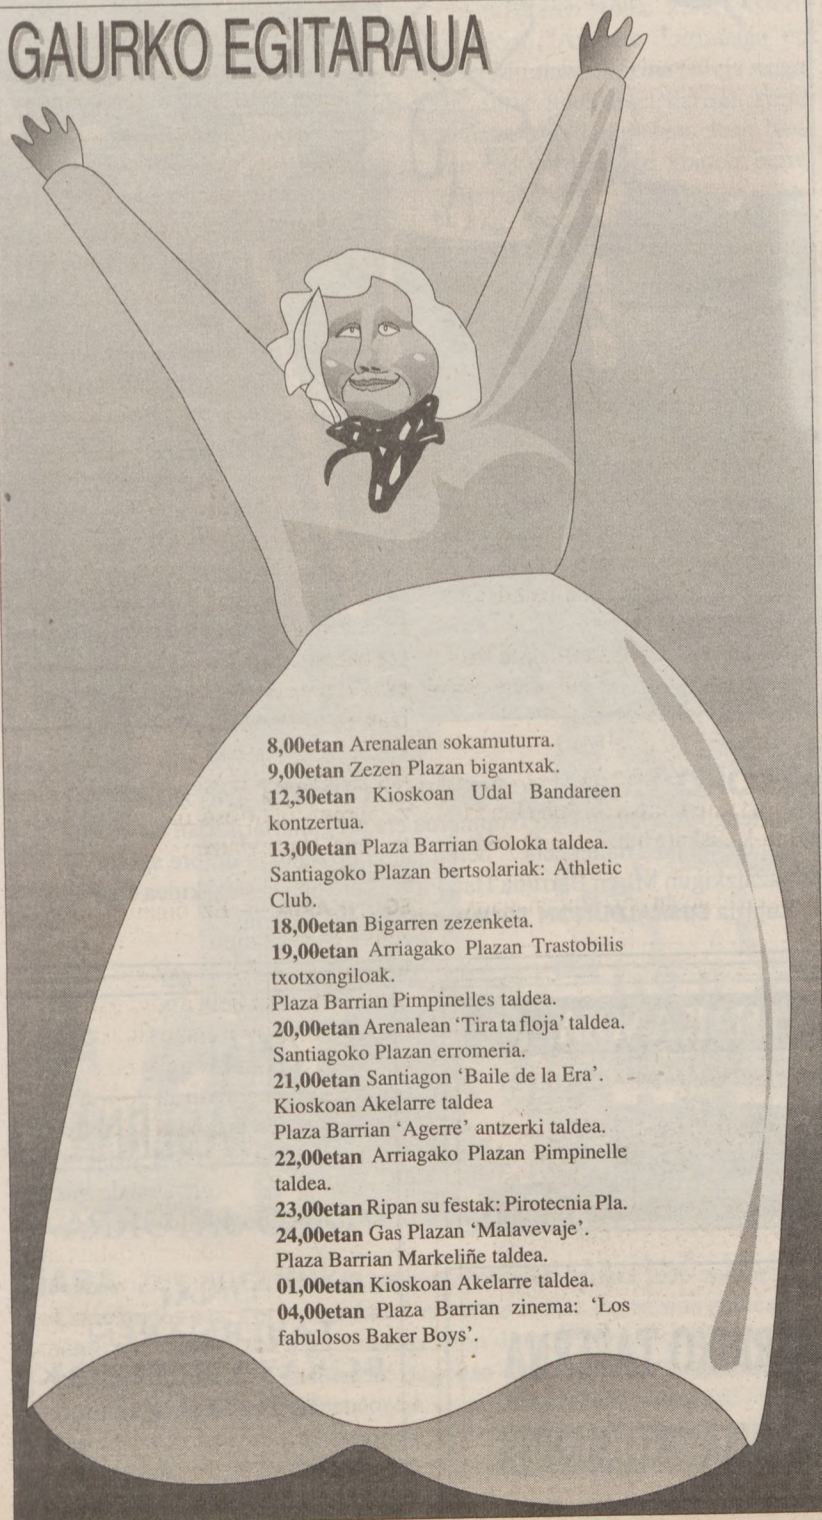 GAURKO EGITARAUA
8,00etan Arenalean sokamuturra.
9,00etan Zezen Plazan bigantxak.
12,30etan Kioskoan Udal Bandareen
kontzertua.
13,00etan Plaza Barrian Goloka taldea.
Santiagoko Plazan bertsolariak: Athletic
Club.
18,00etan Bigarren zezenketa.
19,00etan Arriagako Plazan Trastobilis
txotxongiloak.
Plaza Barrian Pimpinelles taldea.
20,00etan Arenalean ‘Tira ta floja’ taldea.
Santiagoko Plazan erromeria.
21,00etan Santiagon ‘Baile de la Era’.
Kioskoan Akelarre taldea
Plaza Barrian ‘Agerre’ antzerki taldea.
22,00etan Arriagako Plazan Pimpinelle
taldea.
23,00etan Ripan su festak: Pirotecnia Pla.
24,00etan Gas Plazan ‘Malavevaje’.
Plaza Barrian Markeliñe taldea.
01,00etan Kioskoan Akelarre taldea.
04,00etan Plaza Barrian zinema: ‘Los
fabulosos Baker Boys’.